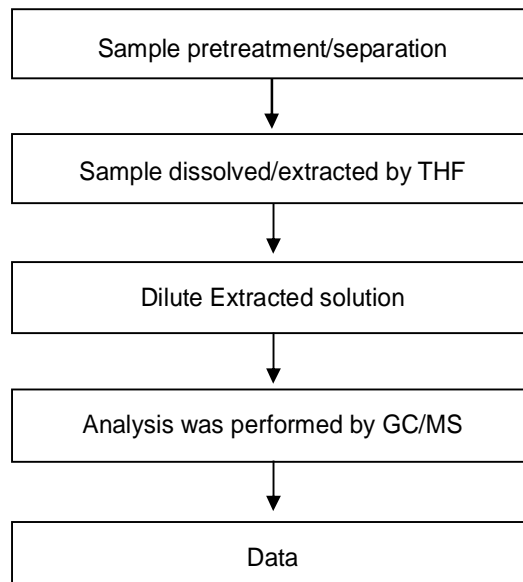 Sample pretreatment/separation
Sample dissolved/extracted by THF
Dilute Extracted solution
Analysis was performed by GC/MS
Data